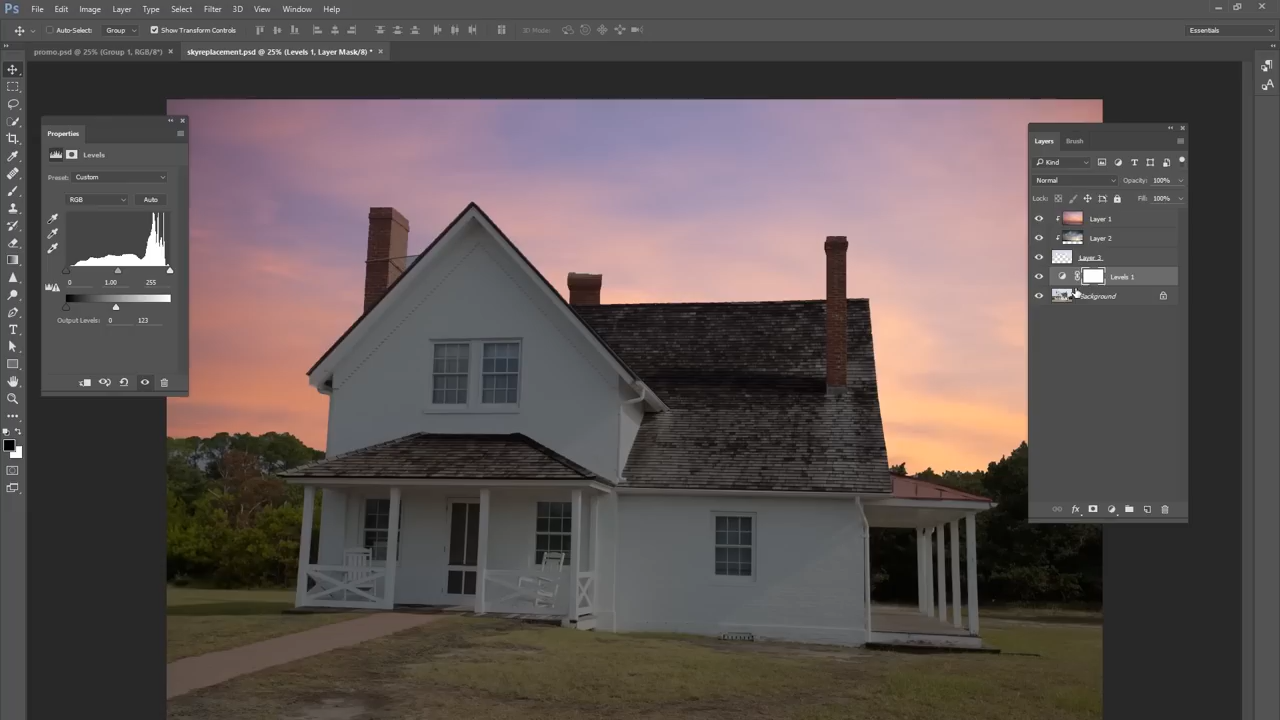 Ps File Edit Image Layer Type Select Filter 3D View Window Help
Auto-Select: Group Show Transform Controls 3D Mode: Essentials
promo.psd @ 25% (Group 1, RGB/8*) × skyreplacement.psd @ 25% (Levels 1, Layer Mask/8) * ×
Properties
Levels
Preset: Custom
RGB Auto
0 1.00 255
Output Levels: 0 123
Layers Brush
Kind
Normal Opacity: 100%
Lock: Fill: 100%
Layer 1
Layer 2
Layer 3
Levels 1
Background
fx